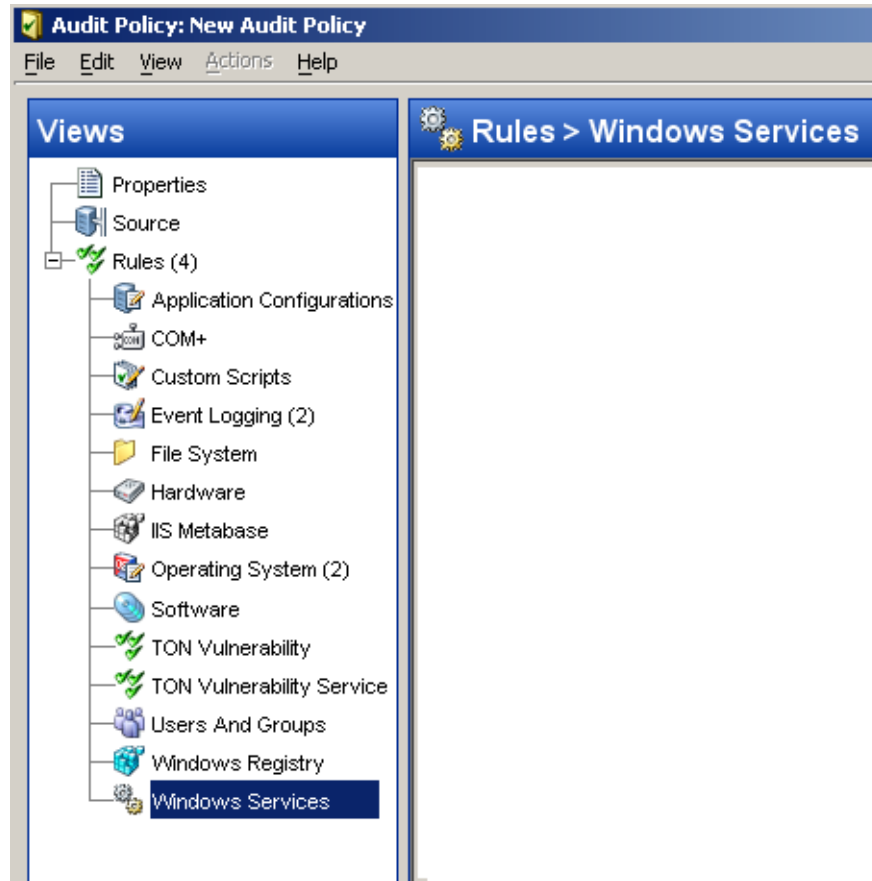 Audit Policy: New Audit Policy
File Edit View Actions Help
Views
Rules > Windows Services
Properties
Source
Rules (4)
Application Configurations
COM+
Custom Scripts
Event Logging (2)
File System
Hardware
IIS Metabase
Operating System (2)
Software
TON Vulnerability
TON Vulnerability Service
Users And Groups
Windows Registry
Windows Services